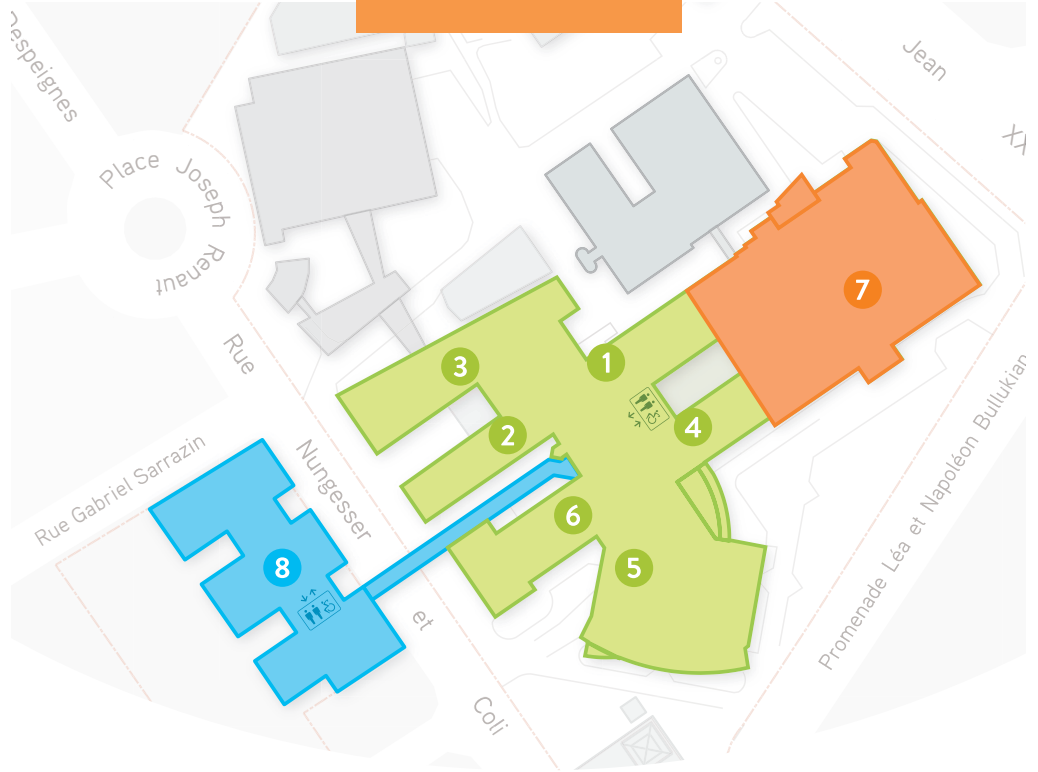 Despeignes
Place Joseph Renaut
Jean
XX
7
Rue
1
3
4
2
Rue Gabriel Sarrazin
Nungesser
6
5
8
et
Promenade Léa et Napoléon Bullukian
Coli